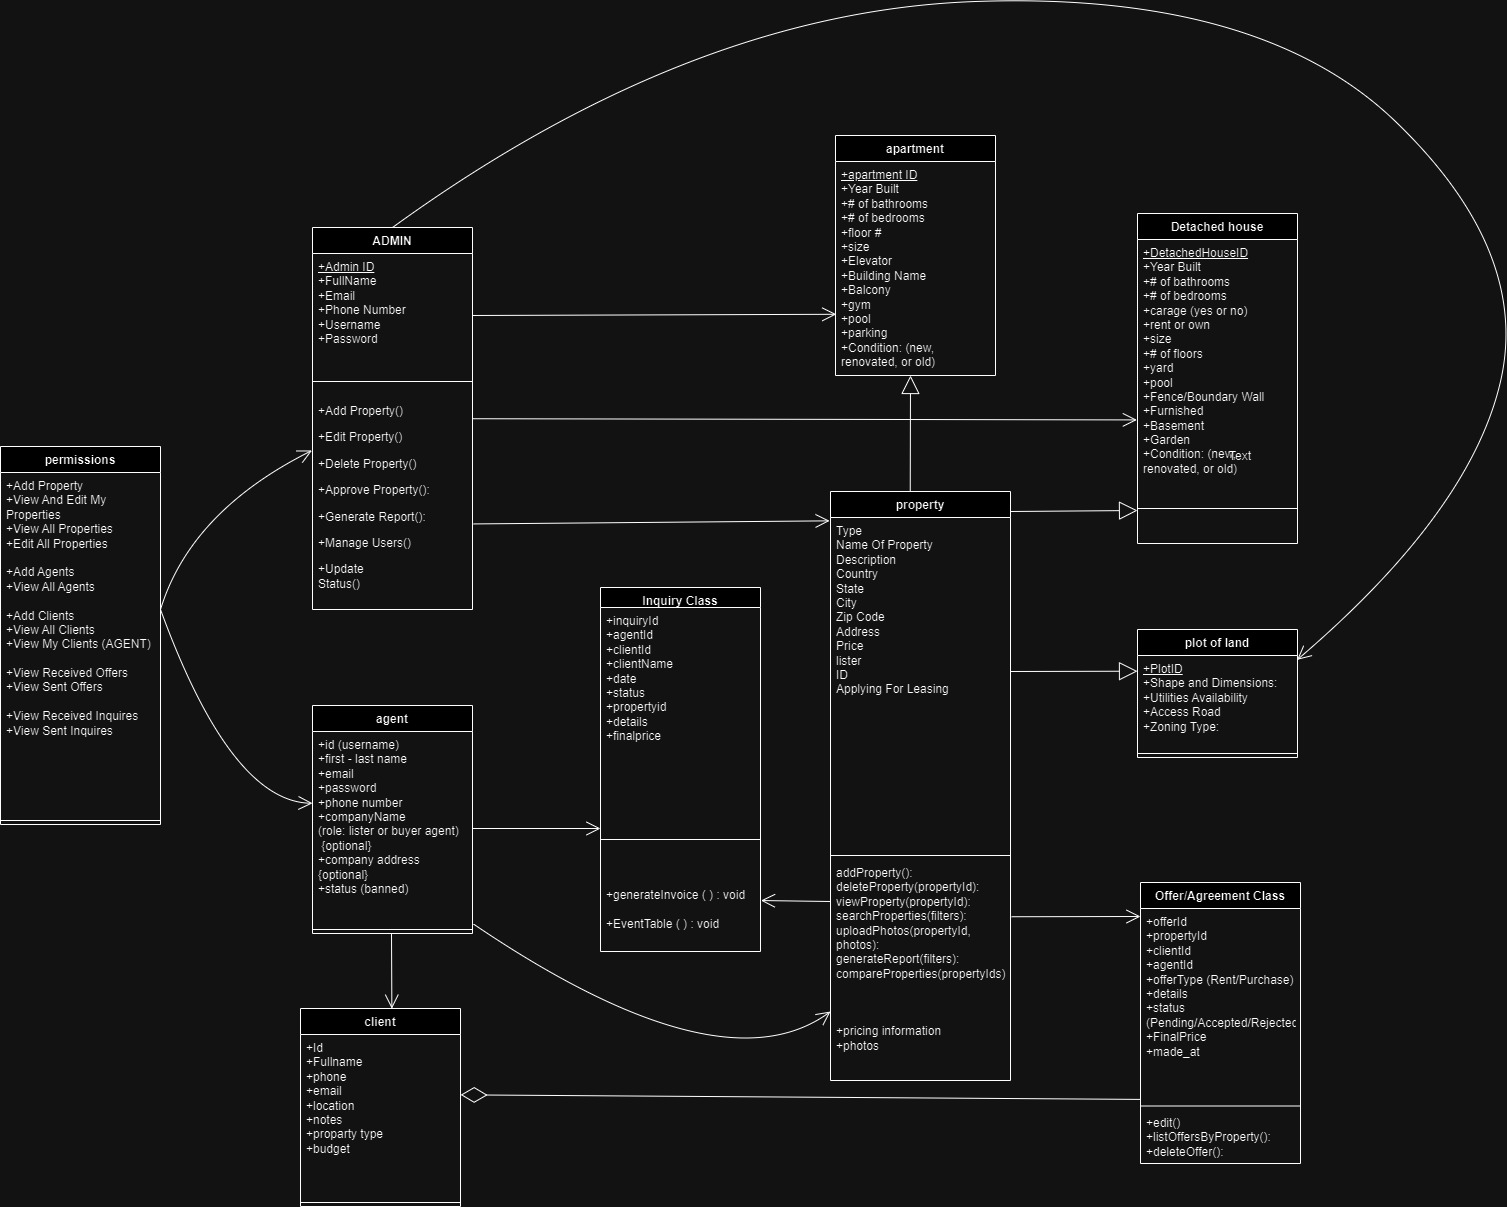 apartment
+apartment ID
+Year Built
+# of bathrooms
+# of bedrooms
+floor #
+size
+Elevator
+Building Name
+Balcony
+gym
+pool
+parking
+Condition: (new,
renovated, or old)
Detached house
+DetachedHouseID
+Year Built
+# of bathrooms
+# of bedrooms
+carage (yes or no)
+rent or own
+size
+# of floors
+yard
+pool
+Fence/Boundary Wall
+Furnished
+Basement
+Garden
+Condition: (new,
Text
renovated, or old)
ADMIN
+Admin ID
+FullName
+Email
+Phone Number
+Username
+Password
+Add Property()
+Edit Property()
+Delete Property()
+Approve Property():
+Generate Report():
+Manage Users()
+Update
Status()
permissions
+Add Property
+View And Edit My
Properties
+View All Properties
+Edit All Properties
+Add Agents
+View All Agents
+Add Clients
+View All Clients
+View My Clients (AGENT)
+View Received Offers
+View Sent Offers
+View Received Inquires
+View Sent Inquires
property
Type
Name Of Property
Description
Country
State
City
Zip Code
Address
Price
lister
ID
Applying For Leasing
addProperty():
deleteProperty(propertyId):
viewProperty(propertyId):
searchProperties(filters):
uploadPhotos(propertyId,
photos):
generateReport(filters):
compareProperties(propertyIds)
+pricing information
+photos
Inquiry Class
+inquiryId
+agentId
+clientId
+clientName
+date
+status
+propertyid
+details
+finalprice
+generateInvoice ( ) : void
+EventTable ( ) : void
plot of land
+PlotID
+Shape and Dimensions:
+Utilities Availability
+Access Road
+Zoning Type:
agent
+id (username)
+first - last name
+email
+password
+phone number
+companyName
(role: lister or buyer agent)
{optional}
+company address
{optional}
+status (banned)
Offer/Agreement Class
+offerId
+propertyId
+clientId
+agentId
+offerType (Rent/Purchase)
+details
+status
(Pending/Accepted/Rejected
+FinalPrice
+made_at
+edit()
+listOffersByProperty():
+deleteOffer():
client
+Id
+Fullname
+phone
+email
+location
+notes
+proparty type
+budget